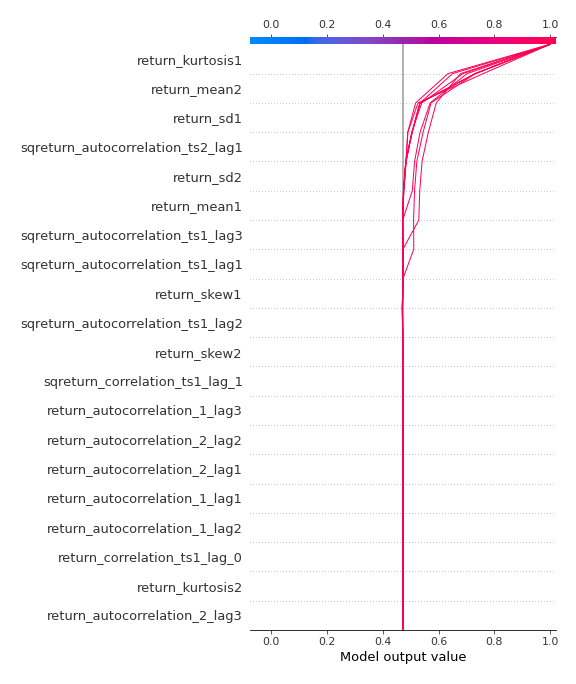 0.0 0.2 0.4 0.6 0.8 1.0
return_kurtosis1
return_mean2
return_sd1
sqreturn_autocorrelation_ts2_lag1
return_sd2
return_mean1
sqreturn_autocorrelation_ts1_lag3
sqreturn_autocorrelation_ts1_lag1
return_skew1
sqreturn_autocorrelation_ts1_lag2
return_skew2
sqreturn_correlation_ts1_lag_1
return_autocorrelation_1_lag3
return_autocorrelation_2_lag2
return_autocorrelation_2_lag1
return_autocorrelation_1_lag1
return_autocorrelation_1_lag2
return_correlation_ts1_lag_0
return_kurtosis2
return_autocorrelation_2_lag3
0.0 0.2 0.4 0.6 0.8 1.0
Model output value